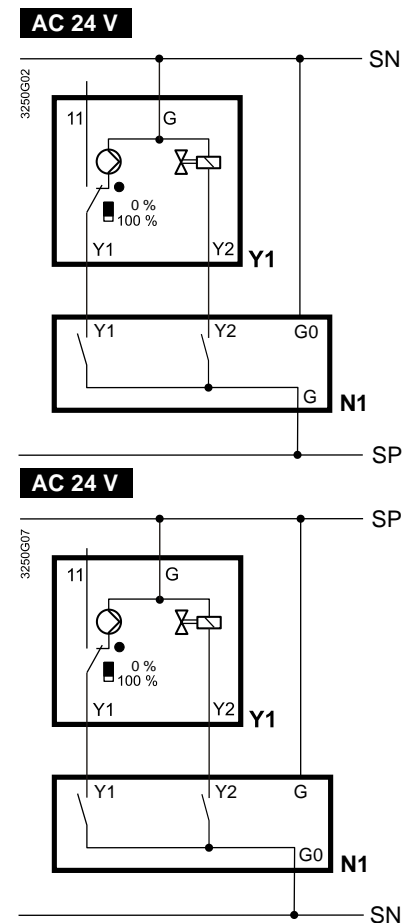 AC 24 V
SN
3250G02
11
G
0 %
100 %
Y1
Y2
Y1
Y1
Y2
G0
G
N1
SP
AC 24 V
SP
3250G07
11
G
0 %
100 %
Y1
Y2
Y1
Y1
Y2
G
G0
N1
SN